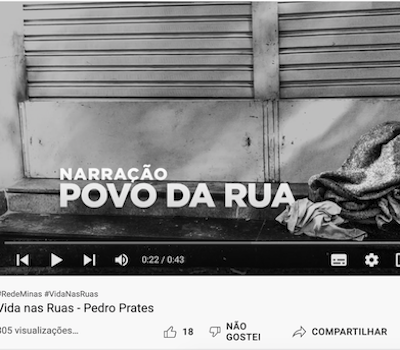 NARRAÇÃO
POVO DA RUA
0:22 / 0:43
#RedeMinas #VidaNasRuas
Vida nas Ruas - Pedro Prates
305 visualizações...
18
NÃO
GOSTEI
COMPARTILHAR